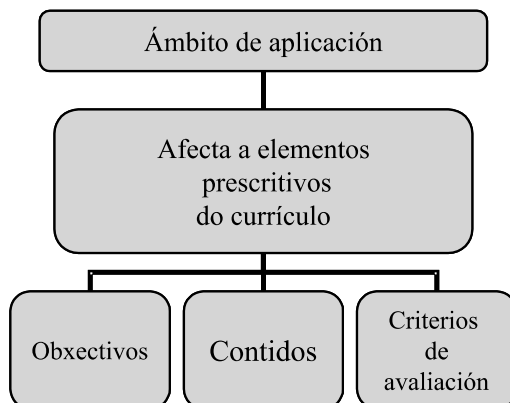 Ámbito de aplicación
Afecta a elementos
prescritivos
do currículo
Obxectivos
Contidos
Criterios
de
avaliación